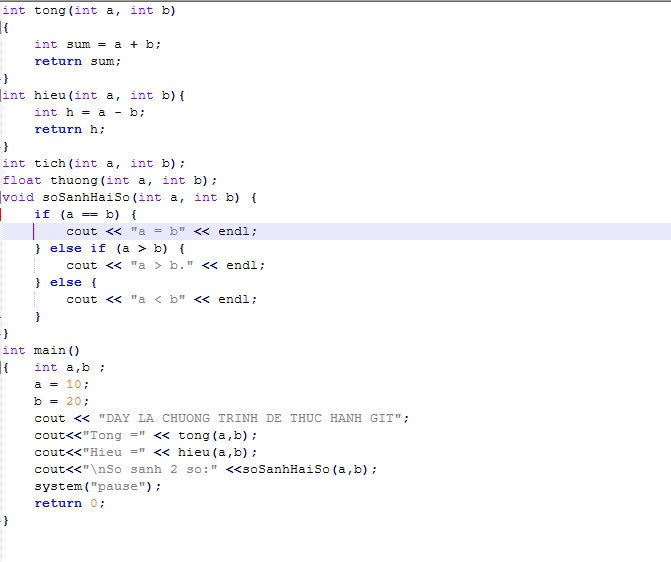 int tong(int a, int b)
{
    int sum = a + b;
    return sum;
}
int hieu(int a, int b){
    int h = a - b;
    return h;
}
int tich(int a, int b);
float thuong(int a, int b);
void soSanhHaiSo(int a, int b) {
    if (a == b) {
        cout << "a = b" << endl;
    } else if (a > b) {
        cout << "a > b." << endl;
    } else {
        cout << "a < b" << endl;
    }
}
int main()
{   int a,b ;
    a = 10;
    b = 20;
    cout << "DAY LA CHUONG TRINH DE THUC HANH GIT";
    cout<<"Tong =" << tong(a,b);
    cout<<"Hieu =" << hieu(a,b);
    cout<<"\nSo sanh 2 so:" <<soSanhHaiSo(a,b);
    system("pause");
    return 0;
}